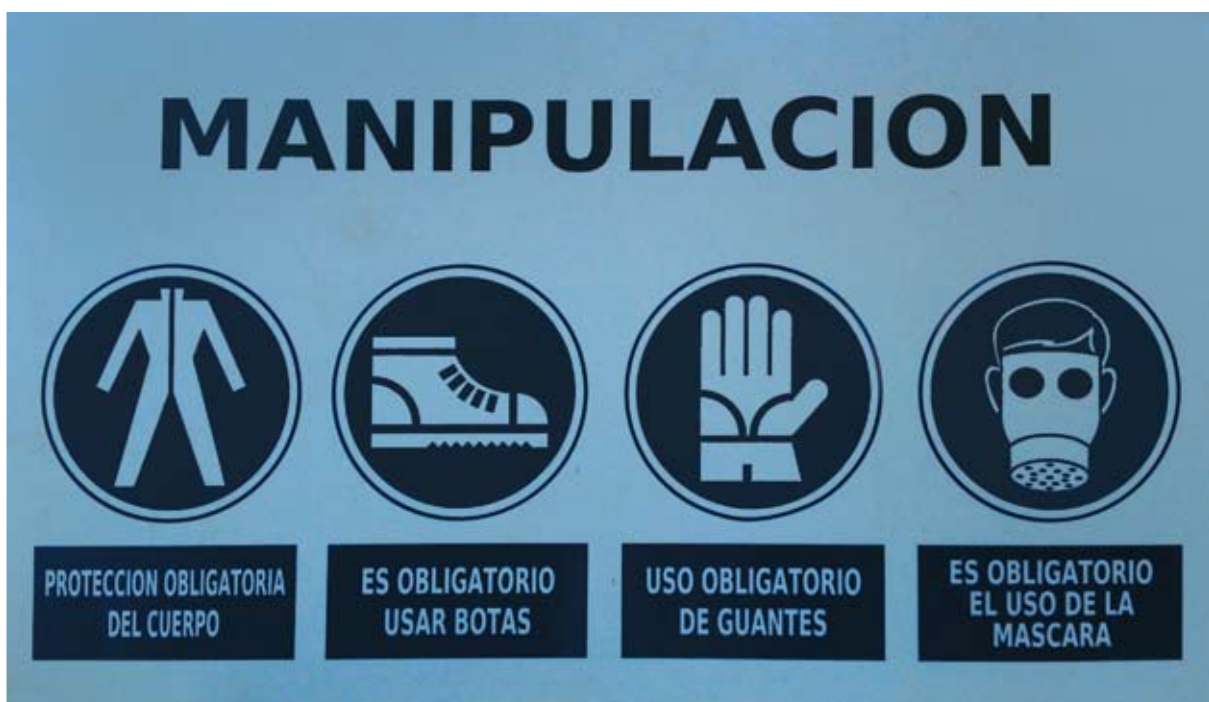 MANIPULACION
PROTECCION OBLIGATORIA
DEL CUERPO
ES OBLIGATORIO
USAR BOTAS
USO OBLIGATORIO
DE GUANTES
ES OBLIGATORIO
EL USO DE LA
MASCARA